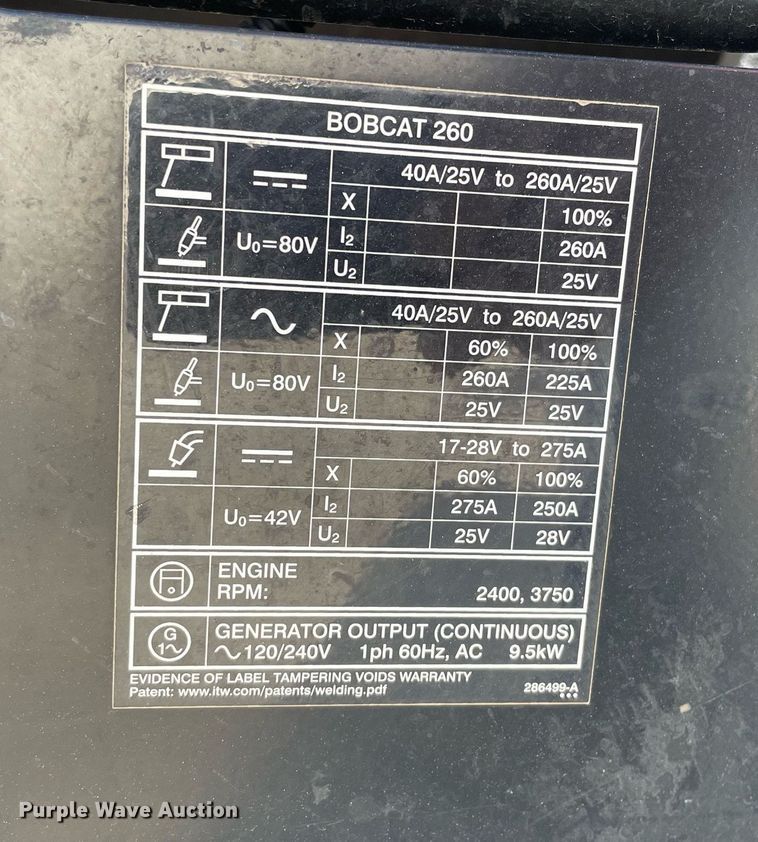 BOBCAT 260
40A/25V to 260A/25V
X 100%
U₀=80V I₂ 260A
U₂ 25V
40A/25V to 260A/25V
X 60% 100%
U₀=80V I₂ 260A 225A
U₂ 25V 25V
17-28V to 275A
X 60% 100%
U₀=42V I₂ 275A 250A
U₂ 25V 28V
ENGINE
RPM: 2400, 3750
G
1~
GENERATOR OUTPUT (CONTINUOUS)
~120/240V 1ph 60Hz, AC 9.5kW
EVIDENCE OF LABEL TAMPERING VOIDS WARRANTY
Patent: www.itw.com/patents/welding.pdf 286499-A
Purple Wave Auction